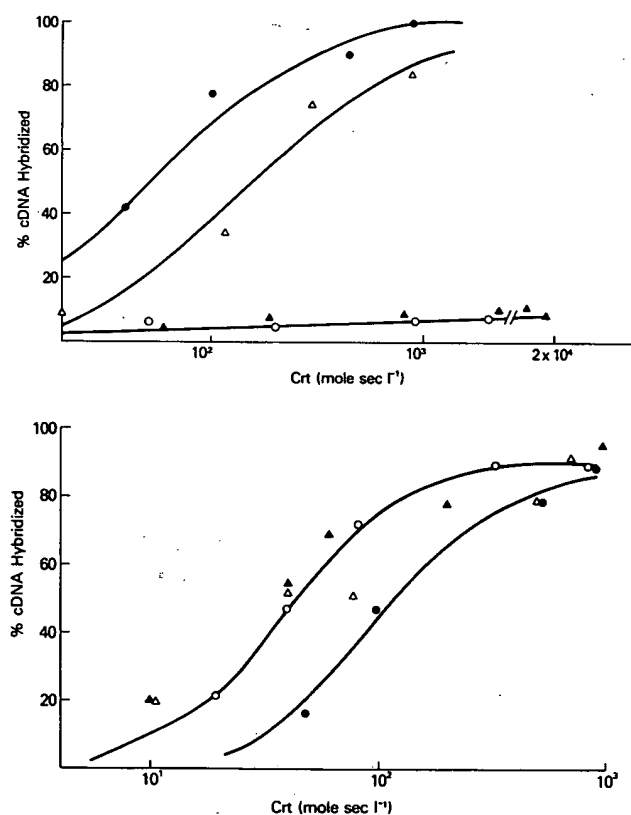 100
80
60
40
20
% cDNA Hybridized
10² 10³ 2 x 10⁴
Crt (mole sec l⁻¹)
100
80
60
40
20
% cDNA Hybridized
10¹ 10² 10³
Crt (mole sec l⁻¹)